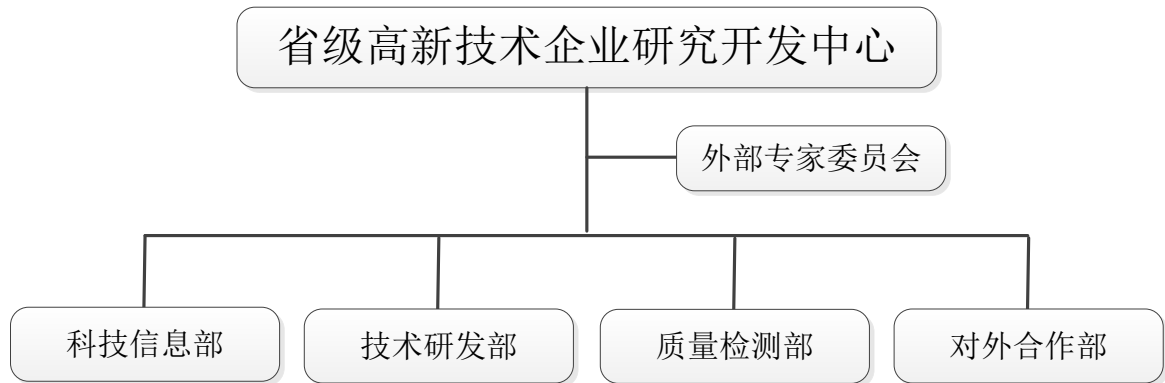 省级高新技术企业研究开发中心
外部专家委员会
科技信息部
技术研发部
质量检测部
对外合作部